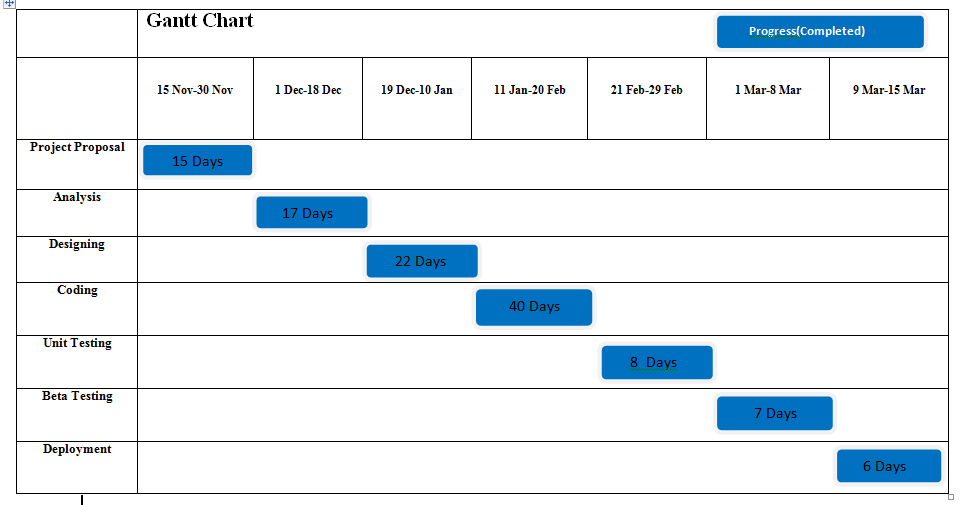 Gantt Chart
Progress(Completed)
15 Nov-30 Nov
1 Dec-18 Dec
19 Dec-10 Jan
11 Jan-20 Feb
21 Feb-29 Feb
1 Mar-8 Mar
9 Mar-15 Mar
Project Proposal
15 Days
Analysis
17 Days
Designing
22 Days
Coding
40 Days
Unit Testing
8  Days
Beta Testing
7 Days
Deployment
6 Days